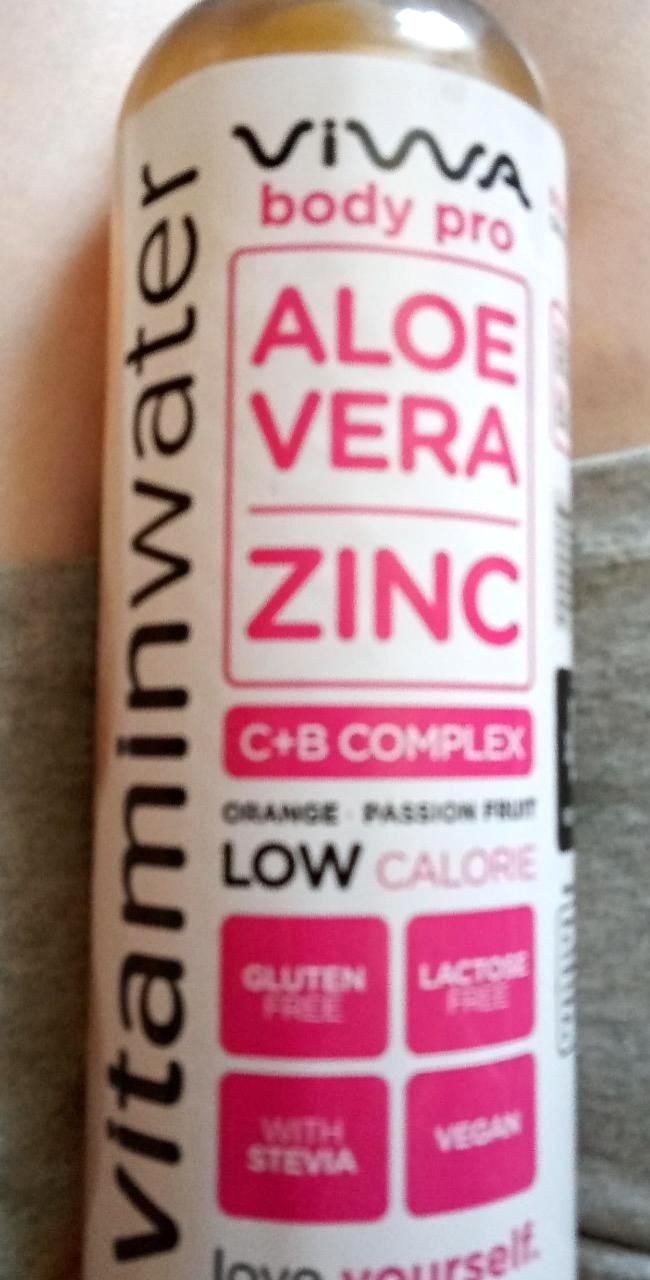 ViWA
body pro
ALOE
VERA
ZINC
C+B COMPLEX
ORANGE · PASSION FRUIT
LOW CALORIE
GLUTEN
FREE
LACTOSE
FREE
WITH
STEVIA
VEGAN
love yourself.
vitaminwater